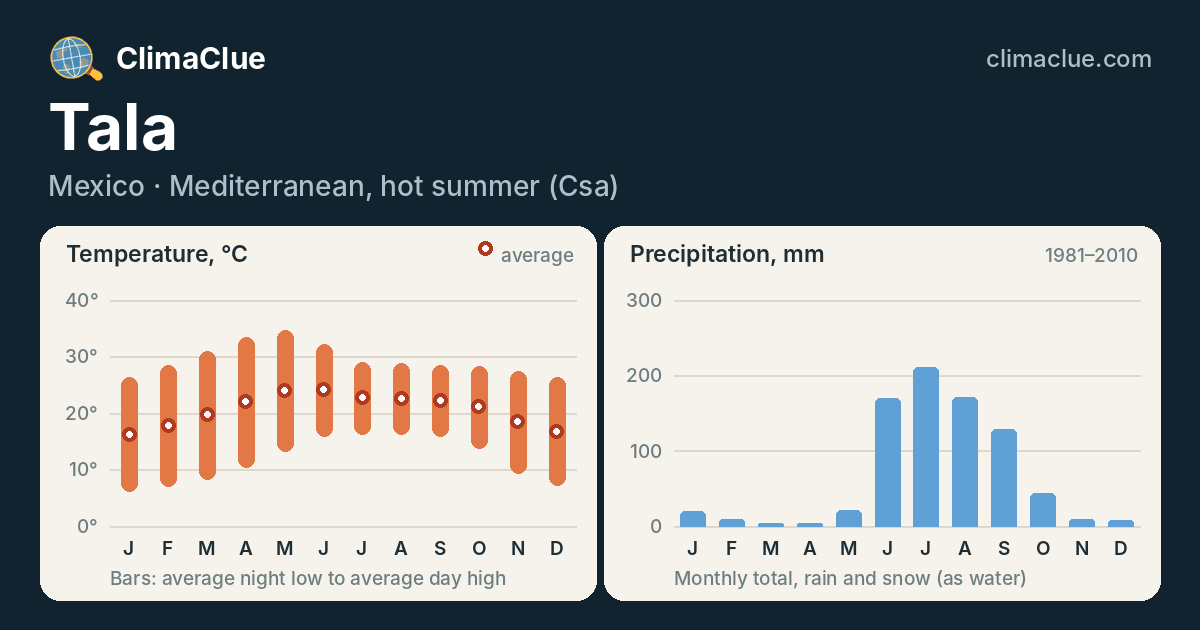 ClimaClue
climaclue.com
Tala
Mexico · Mediterranean, hot summer (Csa)
Temperature, °C
average
40°
30°
20°
10°
0°
J F M A M J J A S O N D
Bars: average night low to average day high
Precipitation, mm
1981–2010
300
200
100
0
J F M A M J J A S O N D
Monthly total, rain and snow (as water)